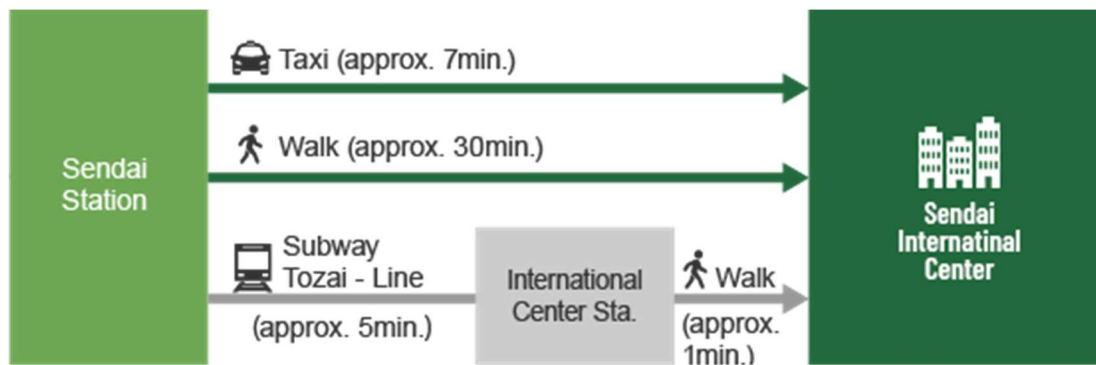 Sendai
Station
Taxi (approx. 7min.)
Walk (approx. 30min.)
Subway
Tozai - Line
(approx. 5min.)
International
Center Sta.
Walk
(approx.
1min.)
Sendai
Internatinal
Center